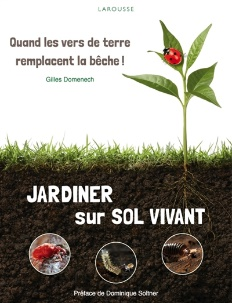 LAROUSSE
Quand les vers de terre
remplacent la bêche !
Gilles Domenech
JARDINER
sur SOL VIVANT
Préface de Dominique Soltner